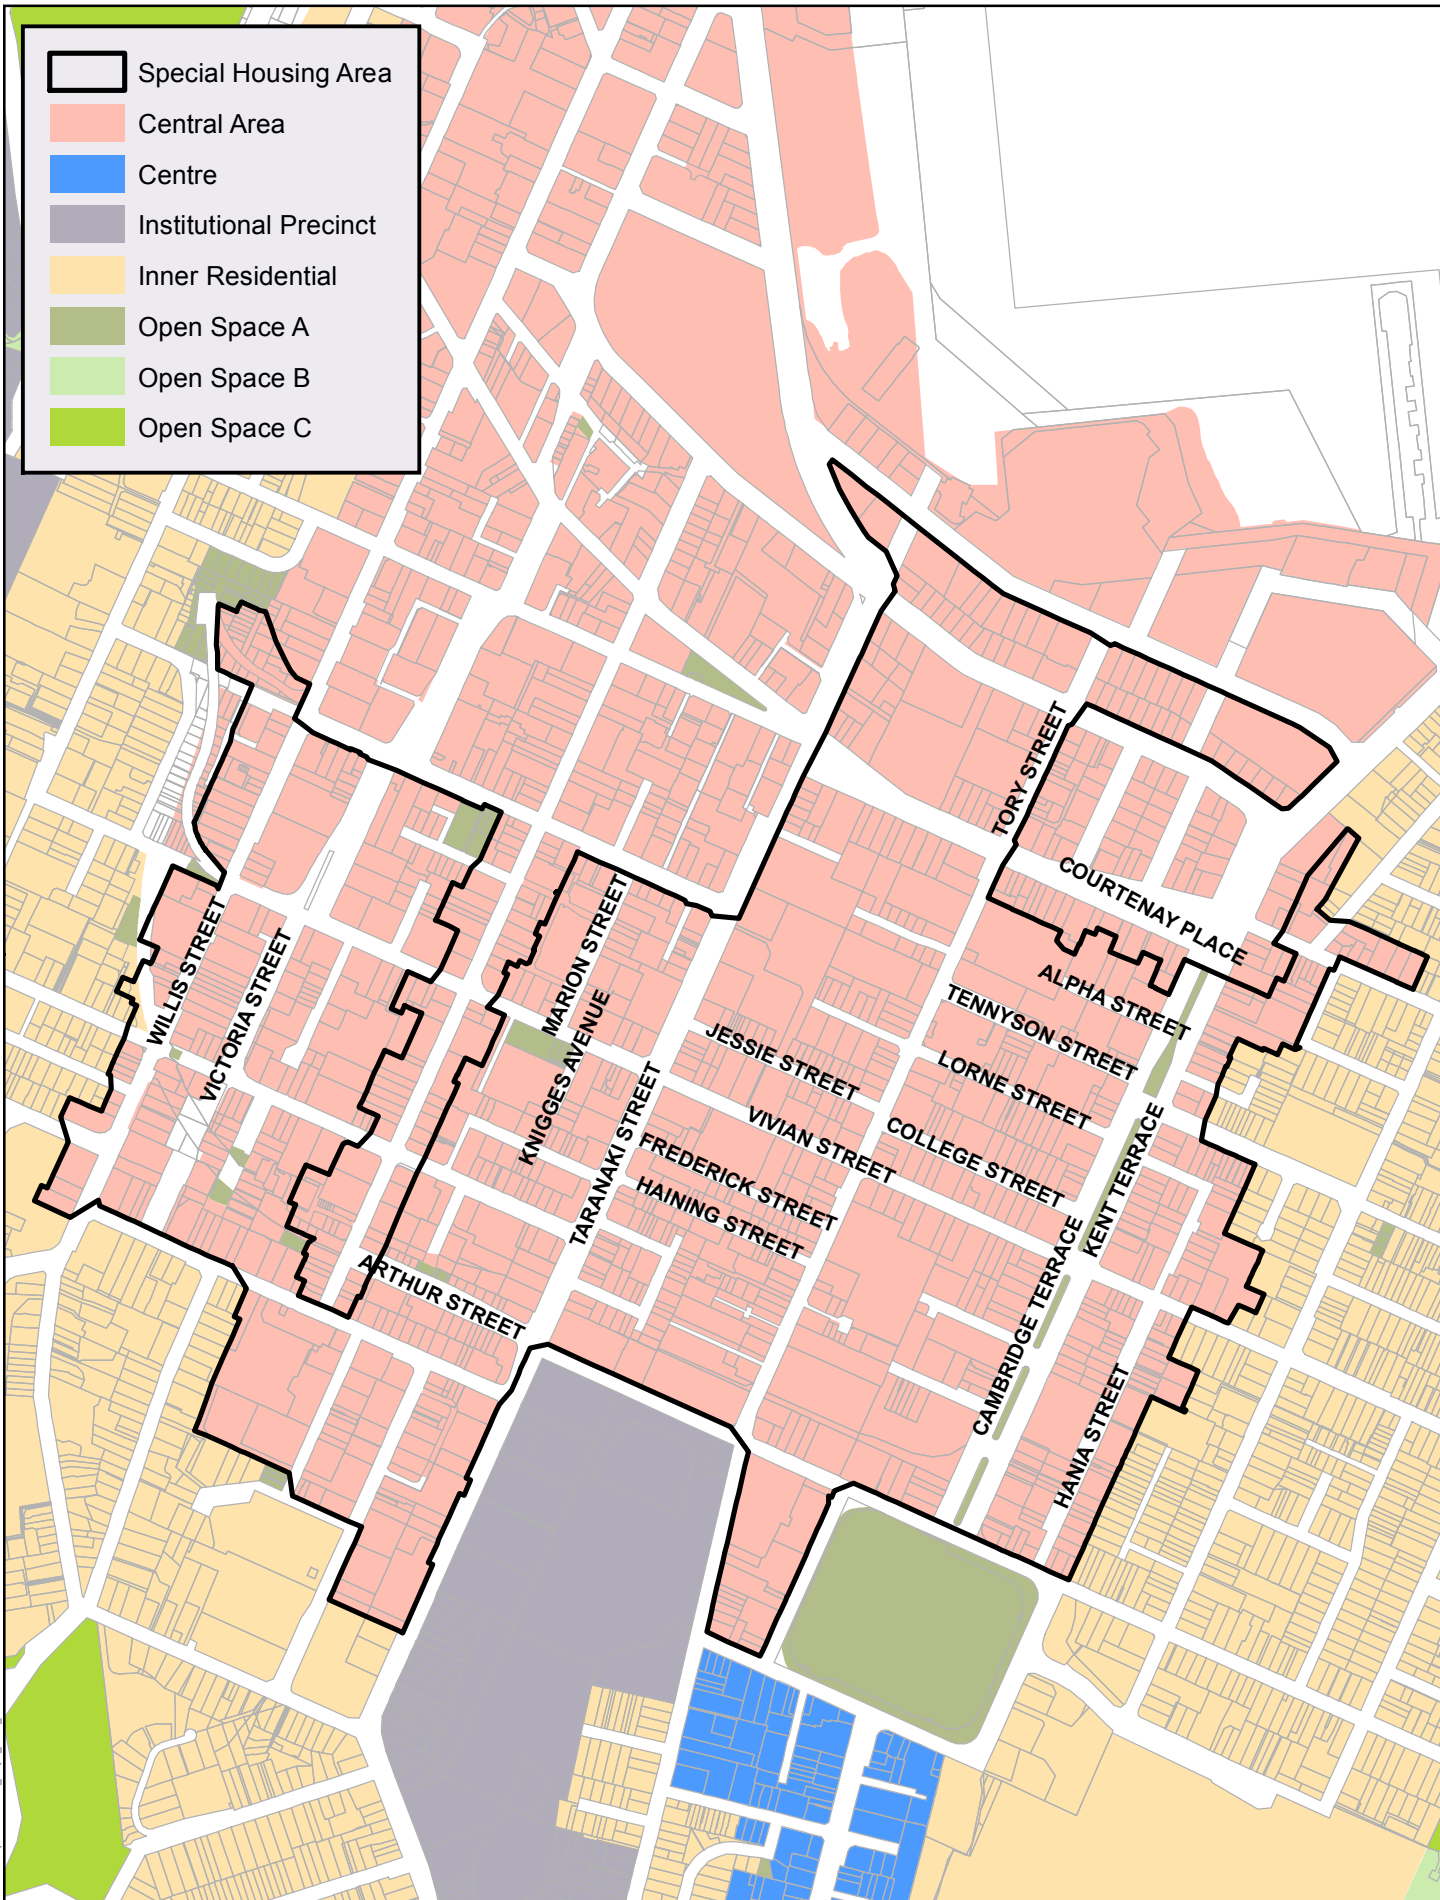 Special Housing Area
Central Area
Centre
Institutional Precinct
Inner Residential
Open Space A
Open Space B
Open Space C
TORY STREET
COURTENAY PLACE
WILLIS STREET
VICTORIA STREET
MARION STREET
KNIGGES AVENUE
ALPHA STREET
TENNYSON STREET
JESSIE STREET
LORNE STREET
VIVIAN STREET
COLLEGE STREET
TARANAKI STREET
FREDERICK STREET
HAINING STREET
KENT TERRACE
CAMBRIDGE TERRACE
ARTHUR STREET
HANIA STREET